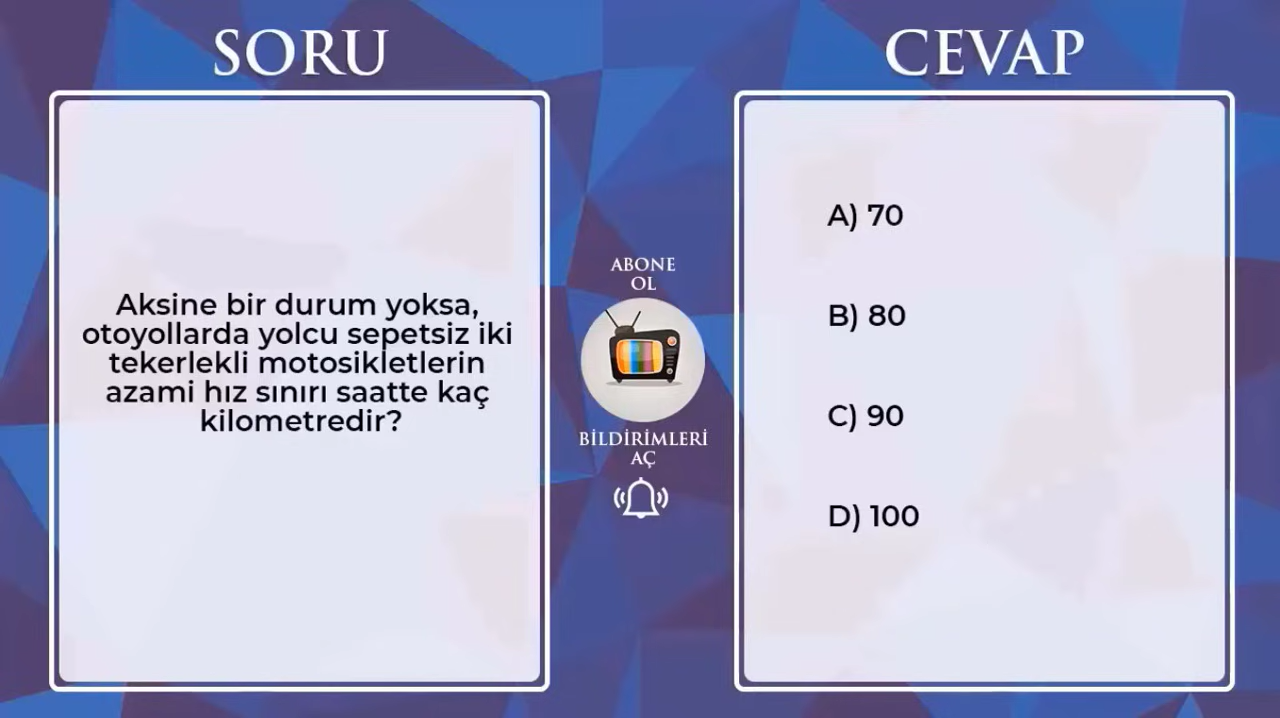 SORU
Aksine bir durum yoksa,
otoyollarda yolcu sepetsiz iki
tekerlekli motosikletlerin
azami hız sınırı saatte kaç
kilometredir?
ABONE
OL
BİLDİRİMLERİ
AÇ
CEVAP
A) 70
B) 80
C) 90
D) 100